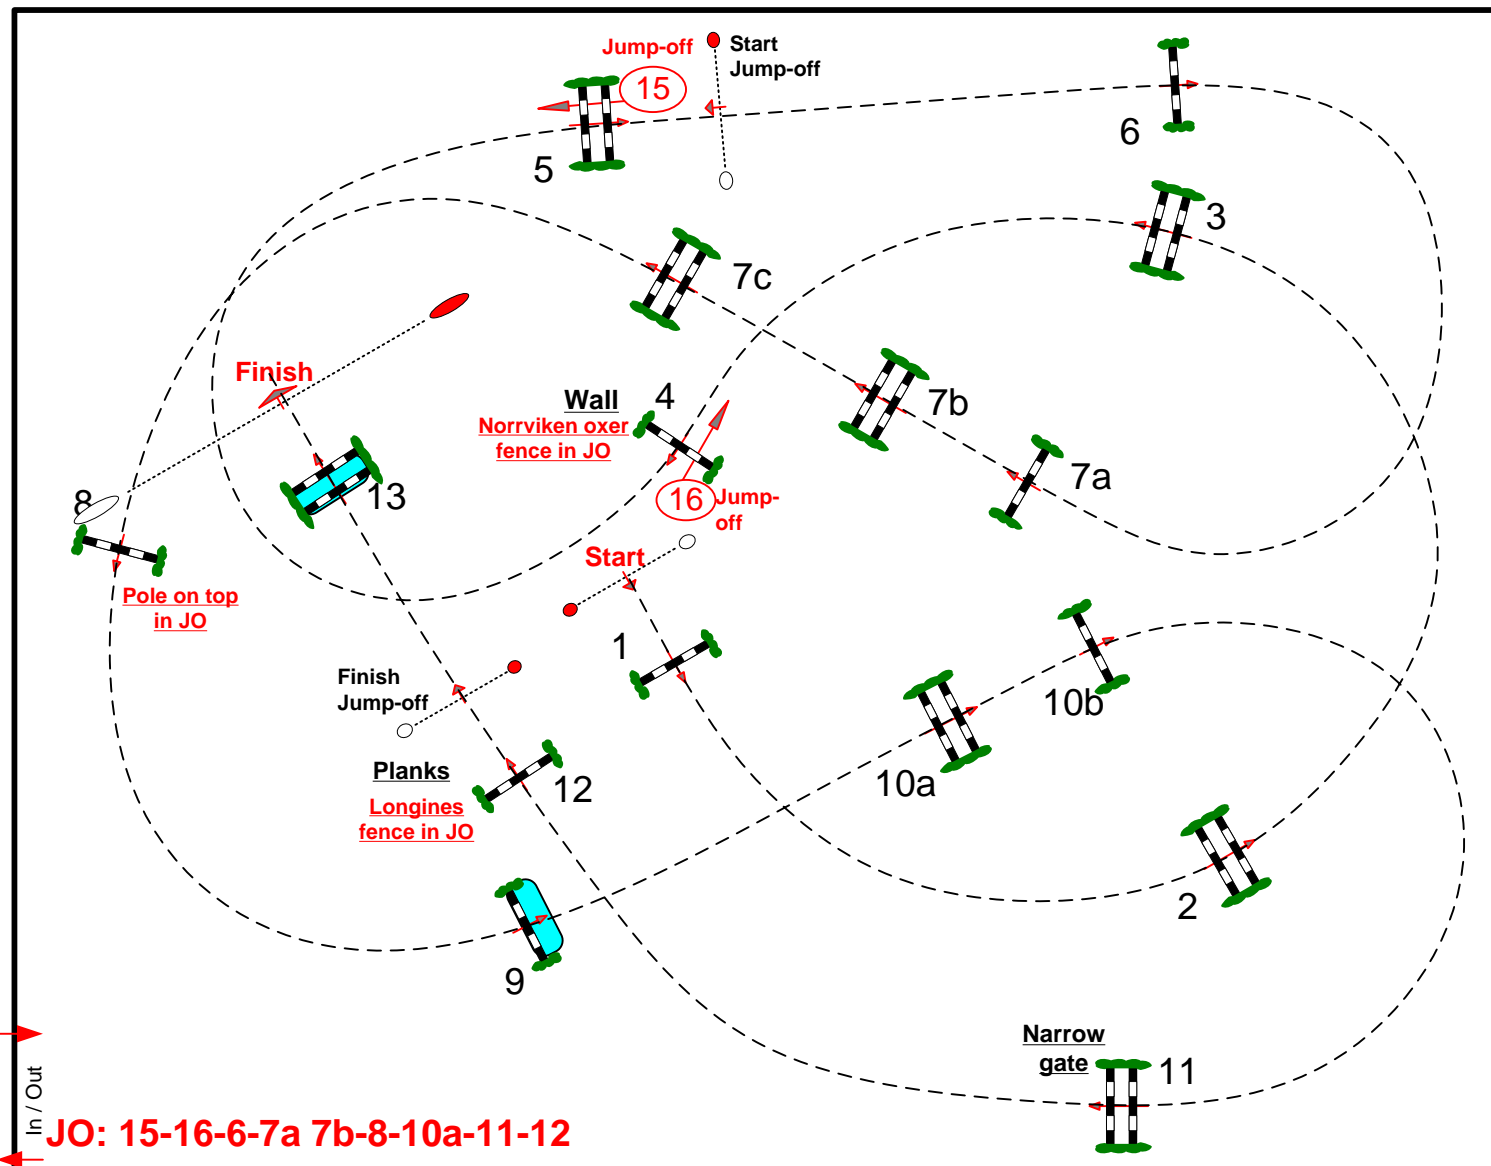 Jump-off
15
Start
Jump-off
6
5
3
7c
Finish
Wall
4
Norrviken oxer
fence in JO
7b
7a
8
13
16
Jump-
off
Start
Pole on top
in JO
1
Finish
Jump-off
10b
10a
Planks
12
Longines
fence in JO
2
9
Narrow
gate
11
In / Out
JO: 15-16-6-7a 7b-8-10a-11-12